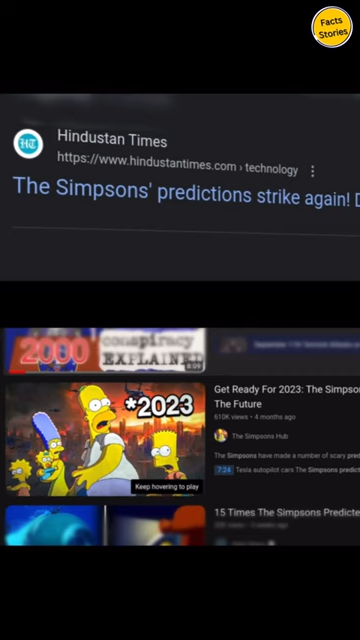 Facts
Stories
HT
Hindustan Times
https://www.hindustantimes.com › technology
The Simpsons' predictions strike again! D
2000
conspiracy
EXPLAINED
8:09
*2023
Keep hovering to play
Get Ready For 2023: The Simpso
The Future
610K views • 4 months ago
The Simpsons Hub
The Simpsons have made a number of scary pred
7:24 Tesla autopilot cars The Simpsons predict
15 Times The Simpsons Predicte